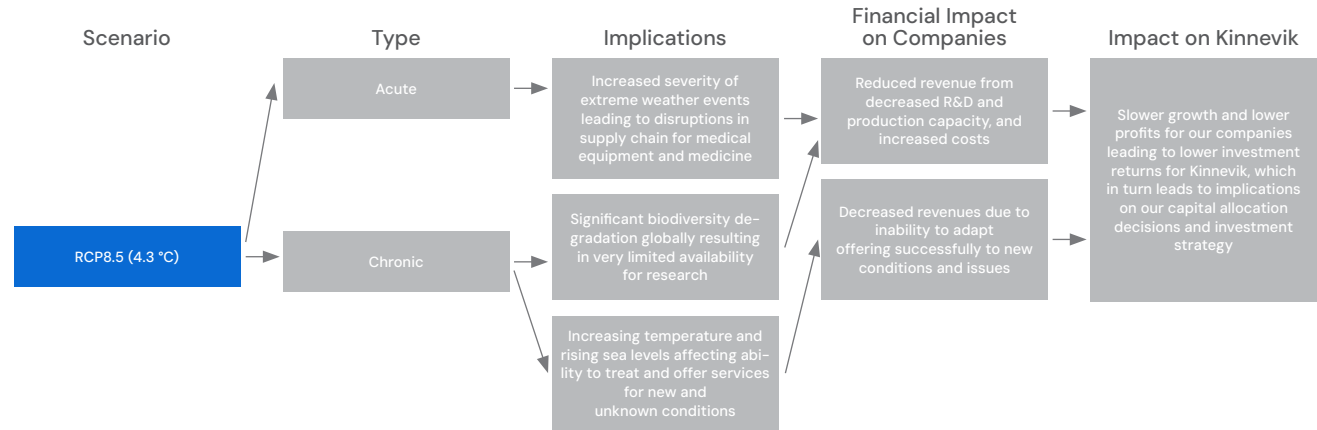 Scenario
Type
Implications
Financial Impact
on Companies
Impact on Kinnevik
RCP8.5 (4.3 °C)
Acute
Chronic
Increased severity of
extreme weather events
leading to disruptions in
supply chain for medical
equipment and medicine
Significant biodiversity de-
gradation globally resulting
in very limited availability
for research
Increasing temperature and
rising sea levels affecting abi-
lity to treat and offer services
for new and
unknown conditions
Reduced revenue from
decreased R&D and
production capacity, and
increased costs
Decreased revenues due to
inability to adapt
offering successfully to new
conditions and issues
Slower growth and lower
profits for our companies
leading to lower investment
returns for Kinnevik, which
in turn leads to implications
on our capital allocation
decisions and investment
strategy